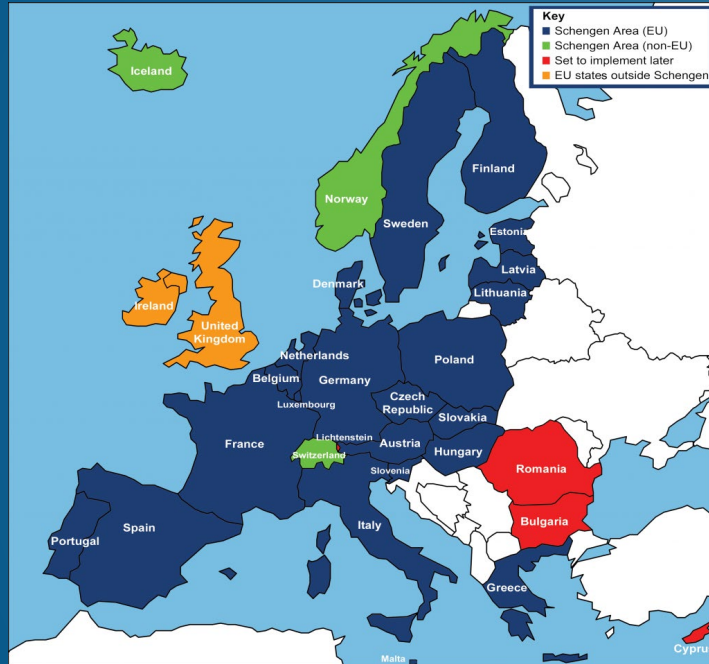 Key
Schengen Area (EU)
Schengen Area (non-EU)
Set to implement later
EU states outside Schengen
Iceland
Finland
Norway
Sweden
Estonia
Latvia
Denmark
Lithuania
Ireland
United
Kingdom
Netherlands
Poland
Belgium
Germany
Czech
Republic
Luxembourg
Slovakia
Lichtenstein
France
Austria
Hungary
Switzerland
Romania
Slovenia
Bulgaria
Spain
Italy
Portugal
Greece
Cyprus
Malta